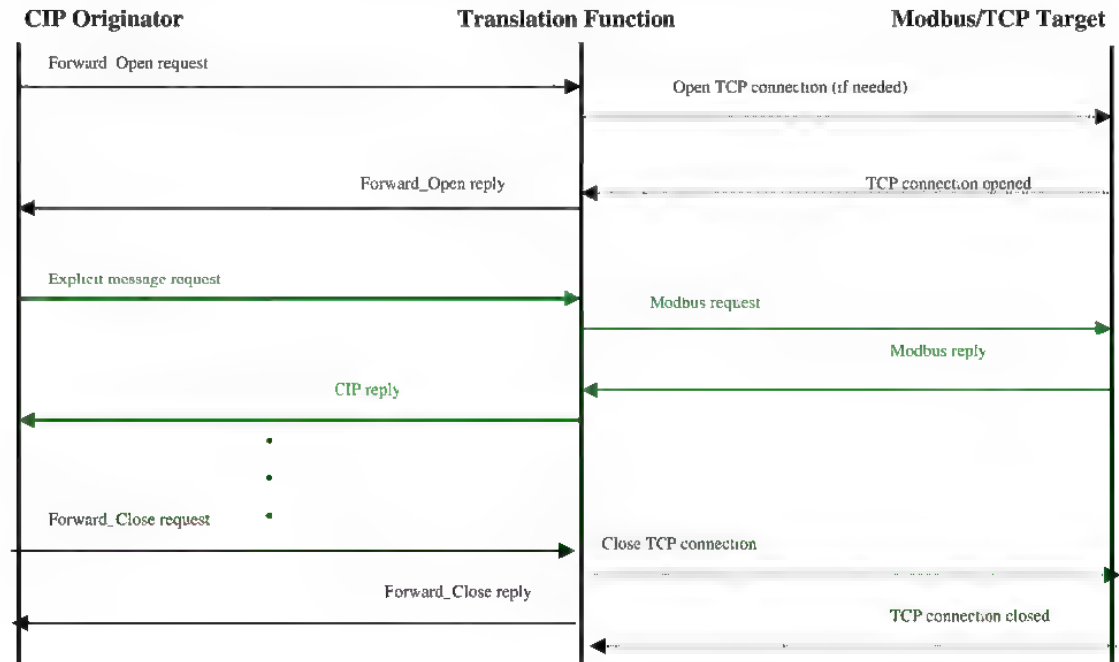 CIP Originator
Translation Function
Modbus/TCP Target
Forward_Open request
Open TCP connection (if needed)
Forward_Open reply
TCP connection opened
Explicit message request
Modbus request
Modbus reply
CIP reply
Forward_Close request
Close TCP connection
Forward_Close reply
TCP connection closed